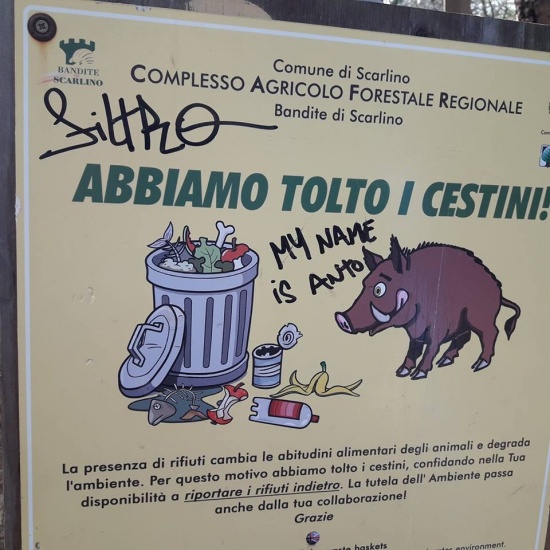 BANDITE
SCARLINO
Comune di Scarlino
COMPLESSO AGRICOLO FORESTALE REGIONALE
Bandite di Scarlino
FiltRO
ABBIAMO TOLTO I CESTINI!
MY NAME
iS ANTO
La presenza di rifiuti cambia le abitudini alimentari degli animali e degrada
l'ambiente. Per questo motivo abbiamo tolto i cestini, confidando nella Tua
disponibilità a riportare i rifiuti indietro. La tutela dell' Ambiente passa
anche dalla tua collaborazione!
Grazie
baskets
environment.